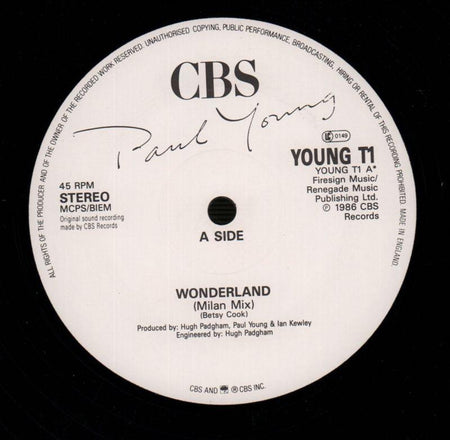 ALL RIGHTS OF THE PRODUCER AND OF THE OWNER OF THE RECORDED WORK RESERVED. UNAUTHORISED COPYING, PUBLIC PERFORMANCE, BROADCASTING, HIRING OR RENTAL OF THIS RECORDING PROHIBITED. MADE IN ENGLAND.
CBS
Paul Young
LC 0149
45 RPM
STEREO
MCPS/BIEM
Original sound recording
made by CBS Records
YOUNG T1
YOUNG T1 A*
Firesign Music/
Renegade Music
Publishing Ltd.
℗ 1986 CBS
Records
A SIDE
WONDERLAND
(Milan Mix)
(Betsy Cook)
Produced by: Hugh Padgham, Paul Young & Ian Kewley
Engineered by: Hugh Padgham
CBS AND ® CBS INC.